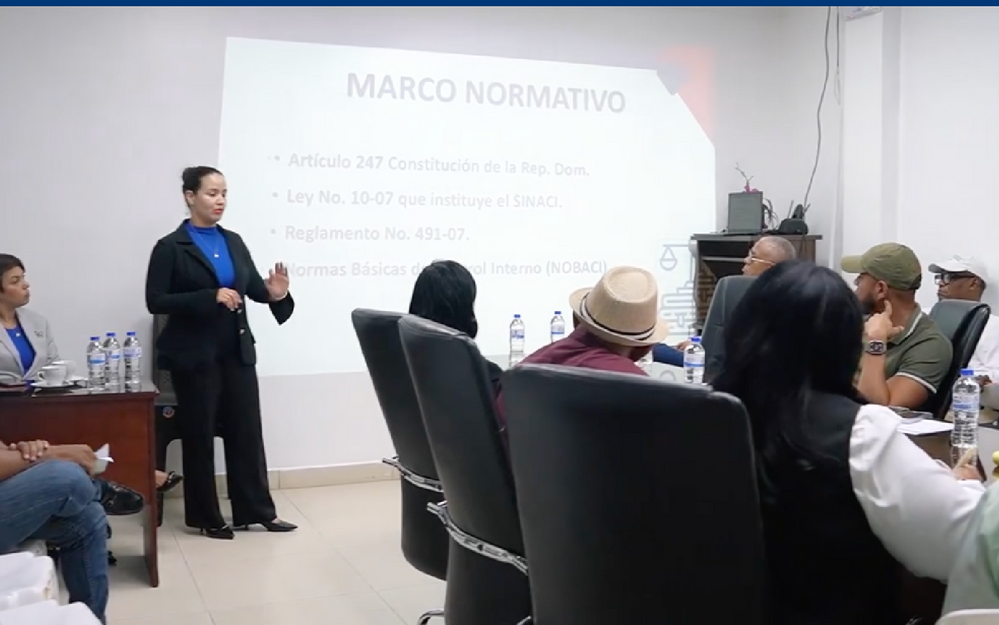 MARCO NORMATIVO
• Artículo 247 Constitución de la Rep. Dom.
• Ley No. 10-07 que instituye el SINACI.
• Reglamento No. 491-07.
Normas Básicas de Interno (NOBACI)